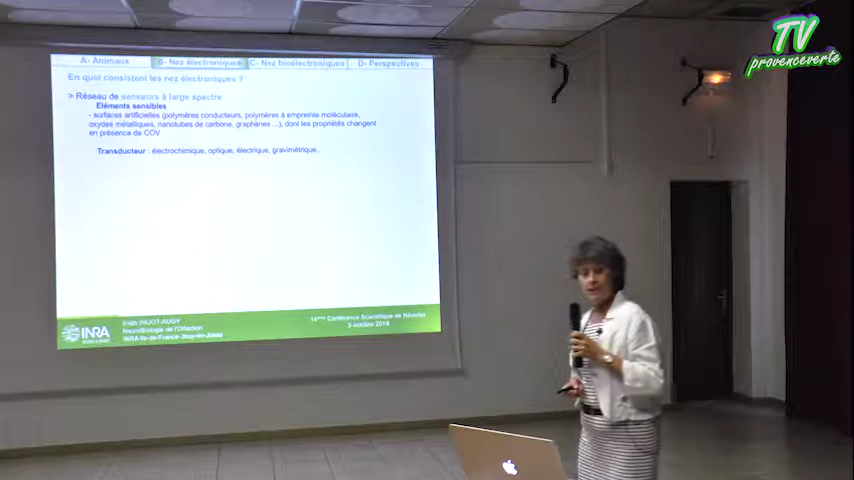 TV
provenceverte
A- Animaux
B- Nez électroniques
C- Nez bioélectroniques
D- Perspectives
En quoi consistent les nez électroniques ?
> Réseau de senseurs à large spectre
Eléments sensibles
- surfaces artificielles (polymères conducteurs, polymères à empreinte moléculaire,
oxydes métalliques, nanotubes de carbone, graphènes ...), dont les propriétés changent
en présence de COV
Transducteur : électrochimique, optique, électrique, gravimétrique..
INRA
Edith PAJOT-AUGY
NeuroBiologie de l'Olfaction
INRA Ile-de-France-Jouy-en-Josas
14ème Conférence Scientifique de Néoules
5 octobre 2018